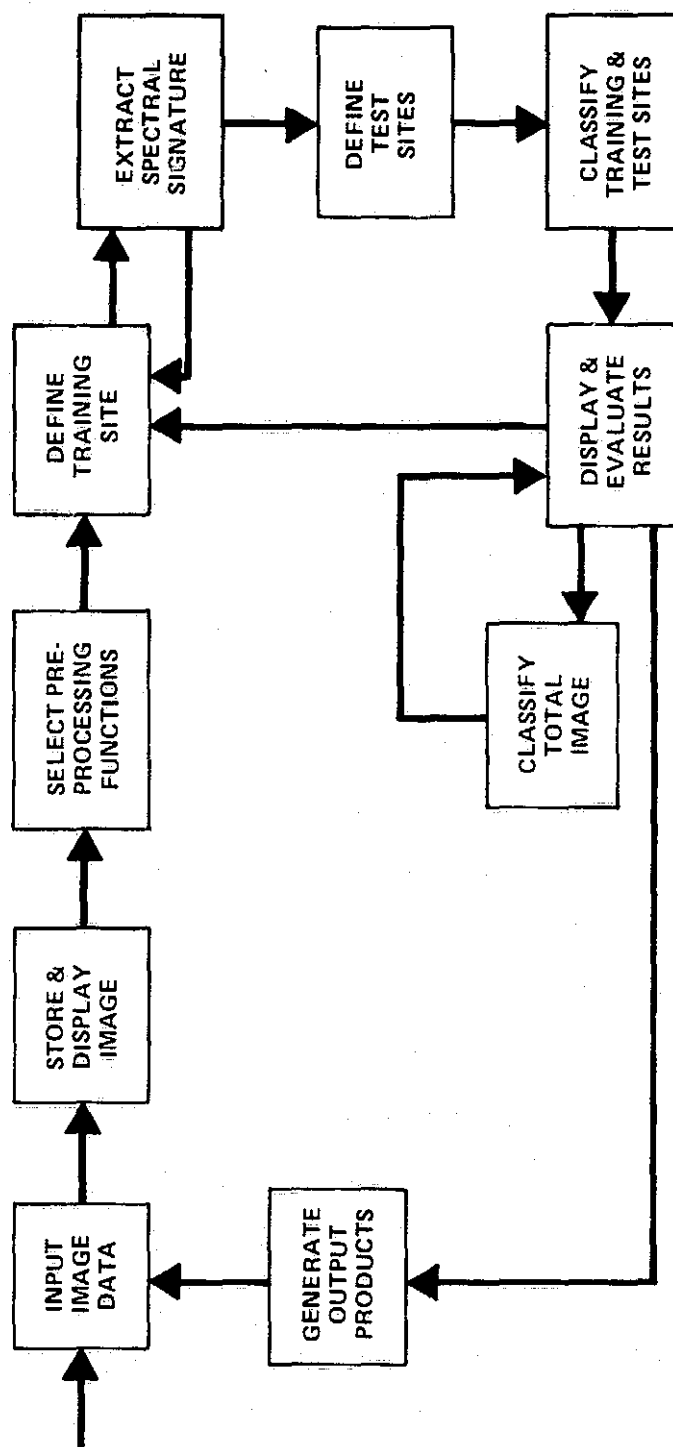 INPUT
IMAGE
DATA
STORE &
DISPLAY
IMAGE
SELECT PRE-
PROCESSING
FUNCTIONS
DEFINE
TRAINING
SITE
EXTRACT
SPECTRAL
SIGNATURE
DEFINE
TEST
SITES
CLASSIFY
TRAINING &
TEST SITES
DISPLAY &
EVALUATE
RESULTS
CLASSIFY
TOTAL
IMAGE
GENERATE
OUTPUT
PRODUCTS